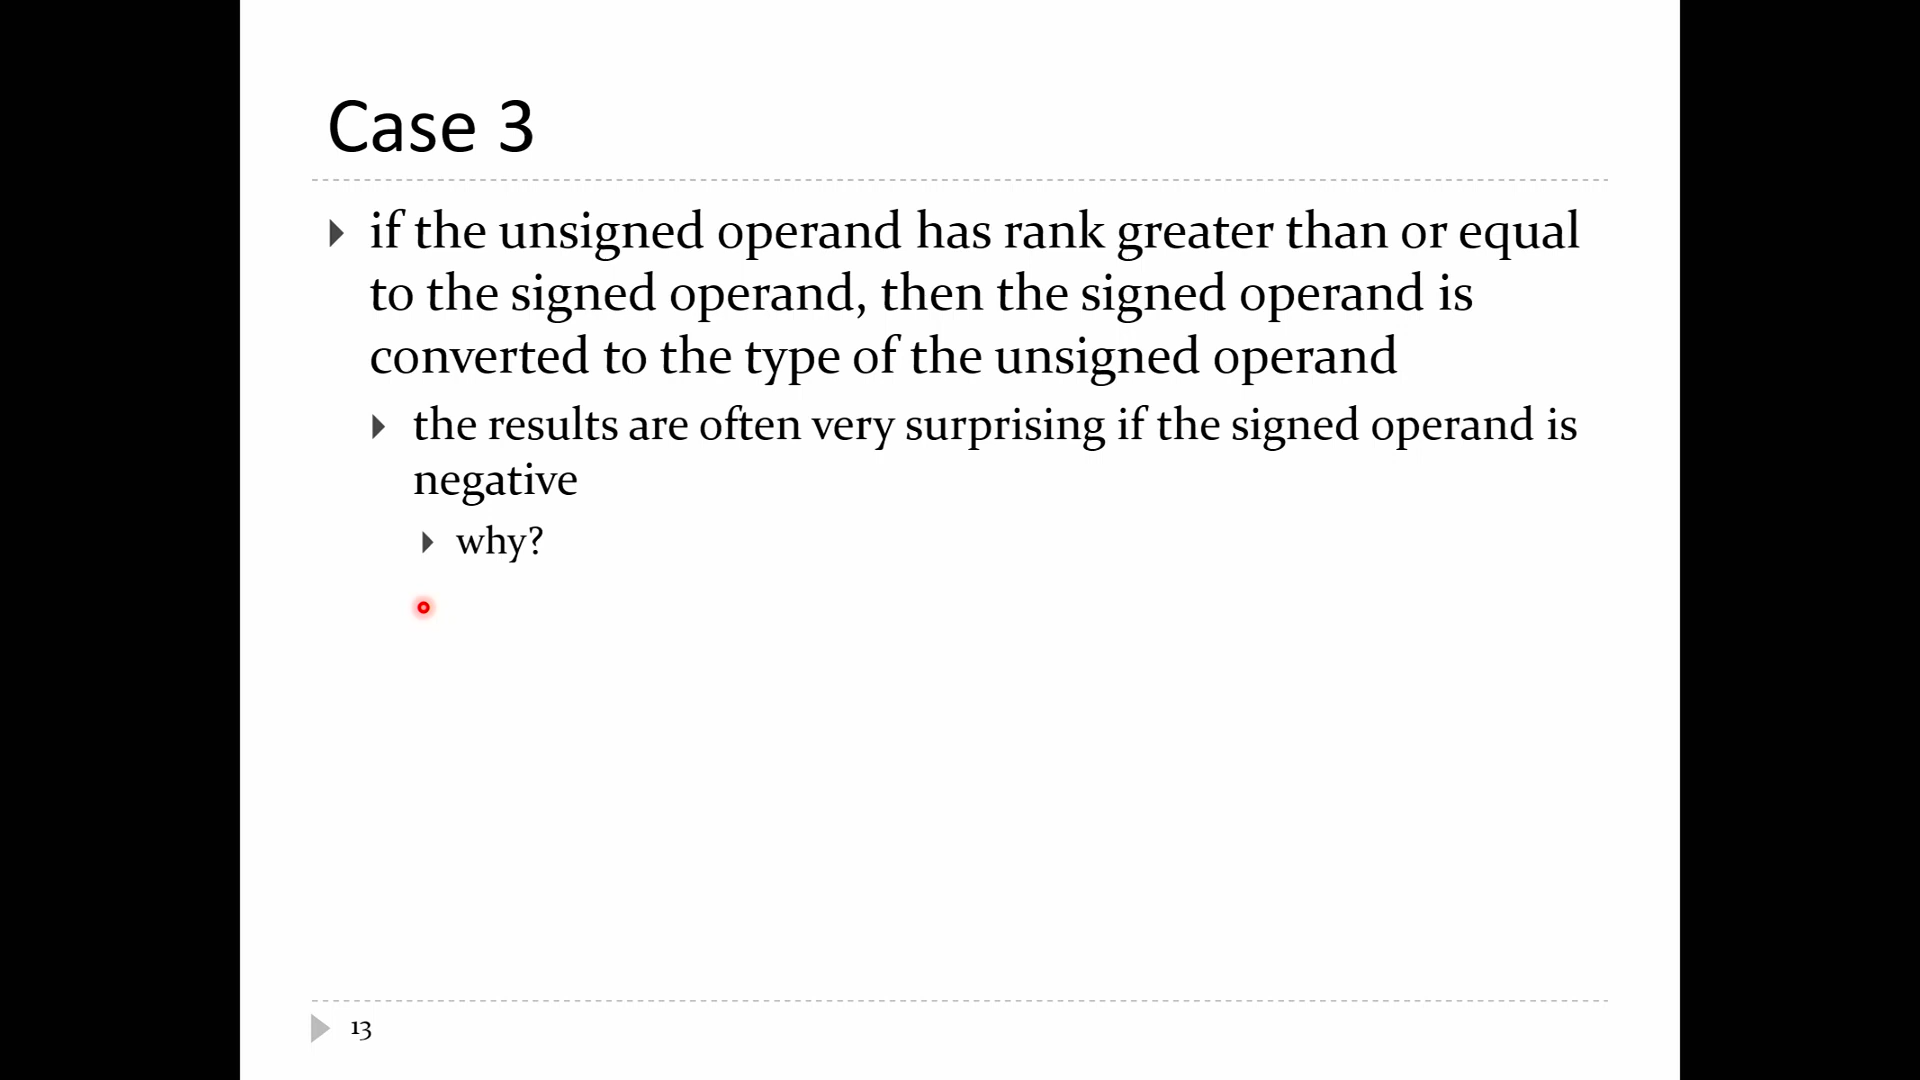 Case 3
if the unsigned operand has rank greater than or equal
to the signed operand, then the signed operand is
converted to the type of the unsigned operand
the results are often very surprising if the signed operand is
negative
why?
13